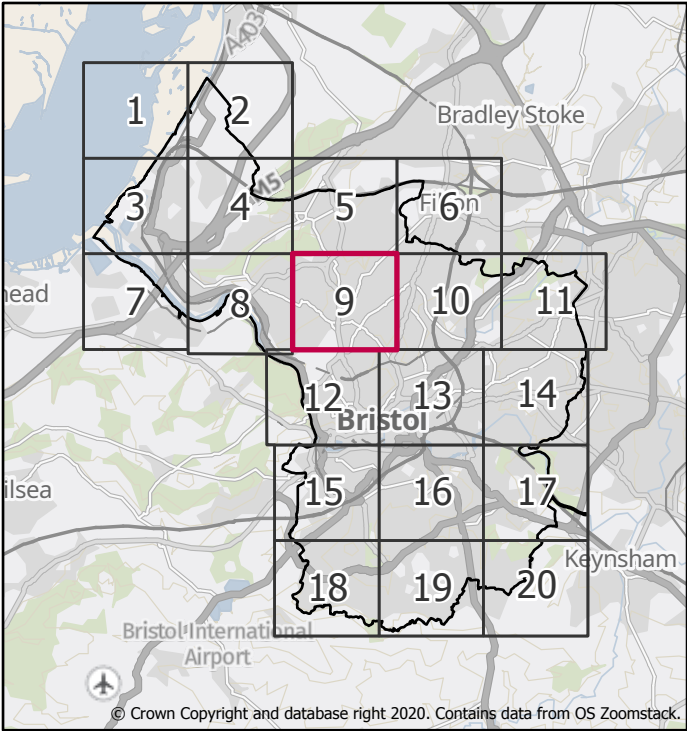 A403
1
2
Bradley Stoke
M5
3
4
5
6
Filton
head
7
8
9
10
11
12
13
14
Bristol
ilsea
15
16
17
Keynsham
18
19
20
Bristol International
Airport
© Crown Copyright and database right 2020. Contains data from OS Zoomstack.